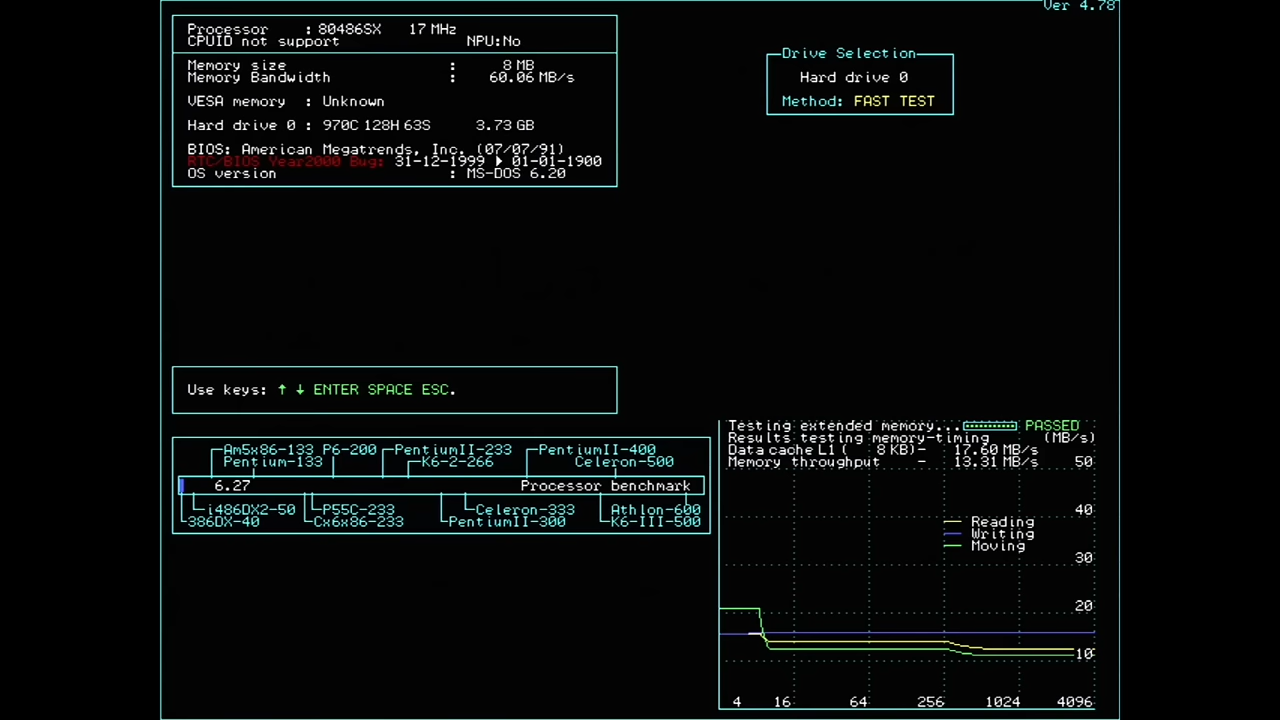 Ver 4.78
Processor : 80486SX 17 MHz
CPUID not support NPU:No
Memory size : 8 MB
Memory Bandwidth : 60.06 MB/s
VESA memory : Unknown
Hard drive 0 : 970C 128H 63S 3.73 GB
BIOS: American Megatrends, Inc. (07/07/91)
RTC/BIOS Year2000 Bug: 31-12-1999 ► 01-01-1900
OS version : MS-DOS 6.20
Drive Selection
Hard drive 0
Method: FAST TEST
Use keys: ↑ ↓ ENTER SPACE ESC.
Am5x86-133 P6-200 PentiumII-233 PentiumII-400
Pentium-133 K6-2-266 Celeron-500
6.27 Processor benchmark
i486DX2-50 P55C-233 Celeron-333 Athlon-600
386DX-40 Cx6x86-233 PentiumII-300 K6-III-500
Testing extended memory... PASSED
Results testing memory-timing (MB/s)
Data cache L1 ( 8 KB)- 17.60 MB/s
Memory throughput - 13.31 MB/s 50
40
Reading
Writing
Moving
30
20
10
4 16 64 256 1024 4096